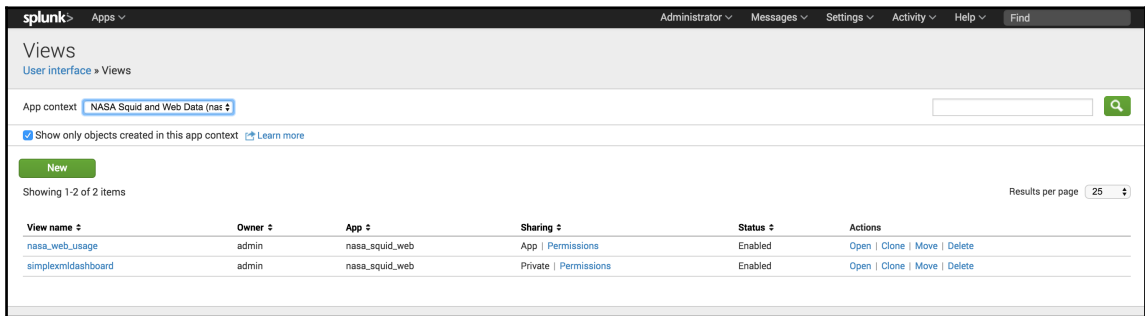 splunk> Apps Administrator Messages Settings Activity Help Find
Views
User interface » Views
App context NASA Squid and Web Data (nas
Show only objects created in this app context Learn more
New
Showing 1-2 of 2 items Results per page 25
View name Owner App Sharing Status Actions
nasa_web_usage admin nasa_squid_web App | Permissions Enabled Open | Clone | Move | Delete
simplexmldashboard admin nasa_squid_web Private | Permissions Enabled Open | Clone | Move | Delete